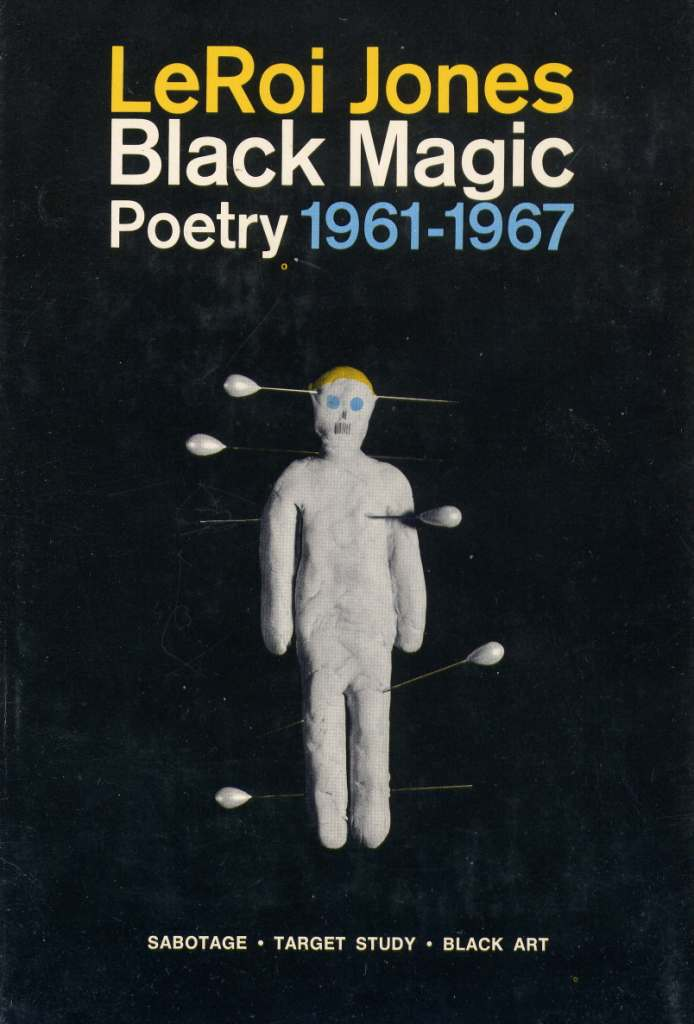 LeRoi Jones
Black Magic
Poetry 1961-1967
SABOTAGE • TARGET STUDY • BLACK ART